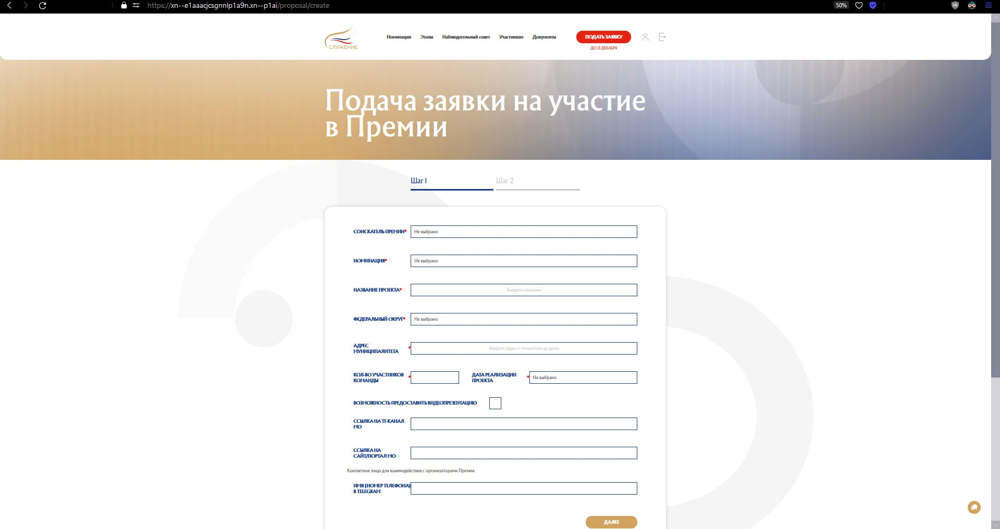 https://xn--e1aaacjcsgnnlp1a9n.xn--p1ai/proposal/create
50%
СЛУЖЕНИЕ
Номинации Этапы Наблюдательный совет Участникам Документы
ПОДАТЬ ЗАЯВКУ
ДО 13 ДЕКАБРЯ
Подача заявки на участие
в Премии
Шаг 1 Шаг 2
СОИСКАТЕЛЬ ПРЕМИИ* Не выбрано
НОМИНАЦИЯ* Не выбрано
НАЗВАНИЕ ПРОЕКТА* Введите название
ФЕДЕРАЛЬНЫЙ ОКРУГ* Не выбрано
АДРЕС
МУНИЦИПАЛИТЕТА * Введите адрес с точностью до дома
КОЛ-ВО УЧАСТНИКОВ
КОМАНДЫ *
ДАТА РЕАЛИЗАЦИИ
ПРОЕКТА * Не выбрано
ВОЗМОЖНОСТЬ ПРЕДОСТАВИТЬ ВИДЕОПРЕЗЕНТАЦИЮ
ССЫЛКА НА ТГ-КАНАЛ
МО
ССЫЛКА НА
САЙТ/ПОРТАЛ МО
Контактное лицо для взаимодействия с организаторами Премии
ИМЯ (НОМЕР ТЕЛЕФОНА)
В TELEGRAM
ДАЛЕЕ